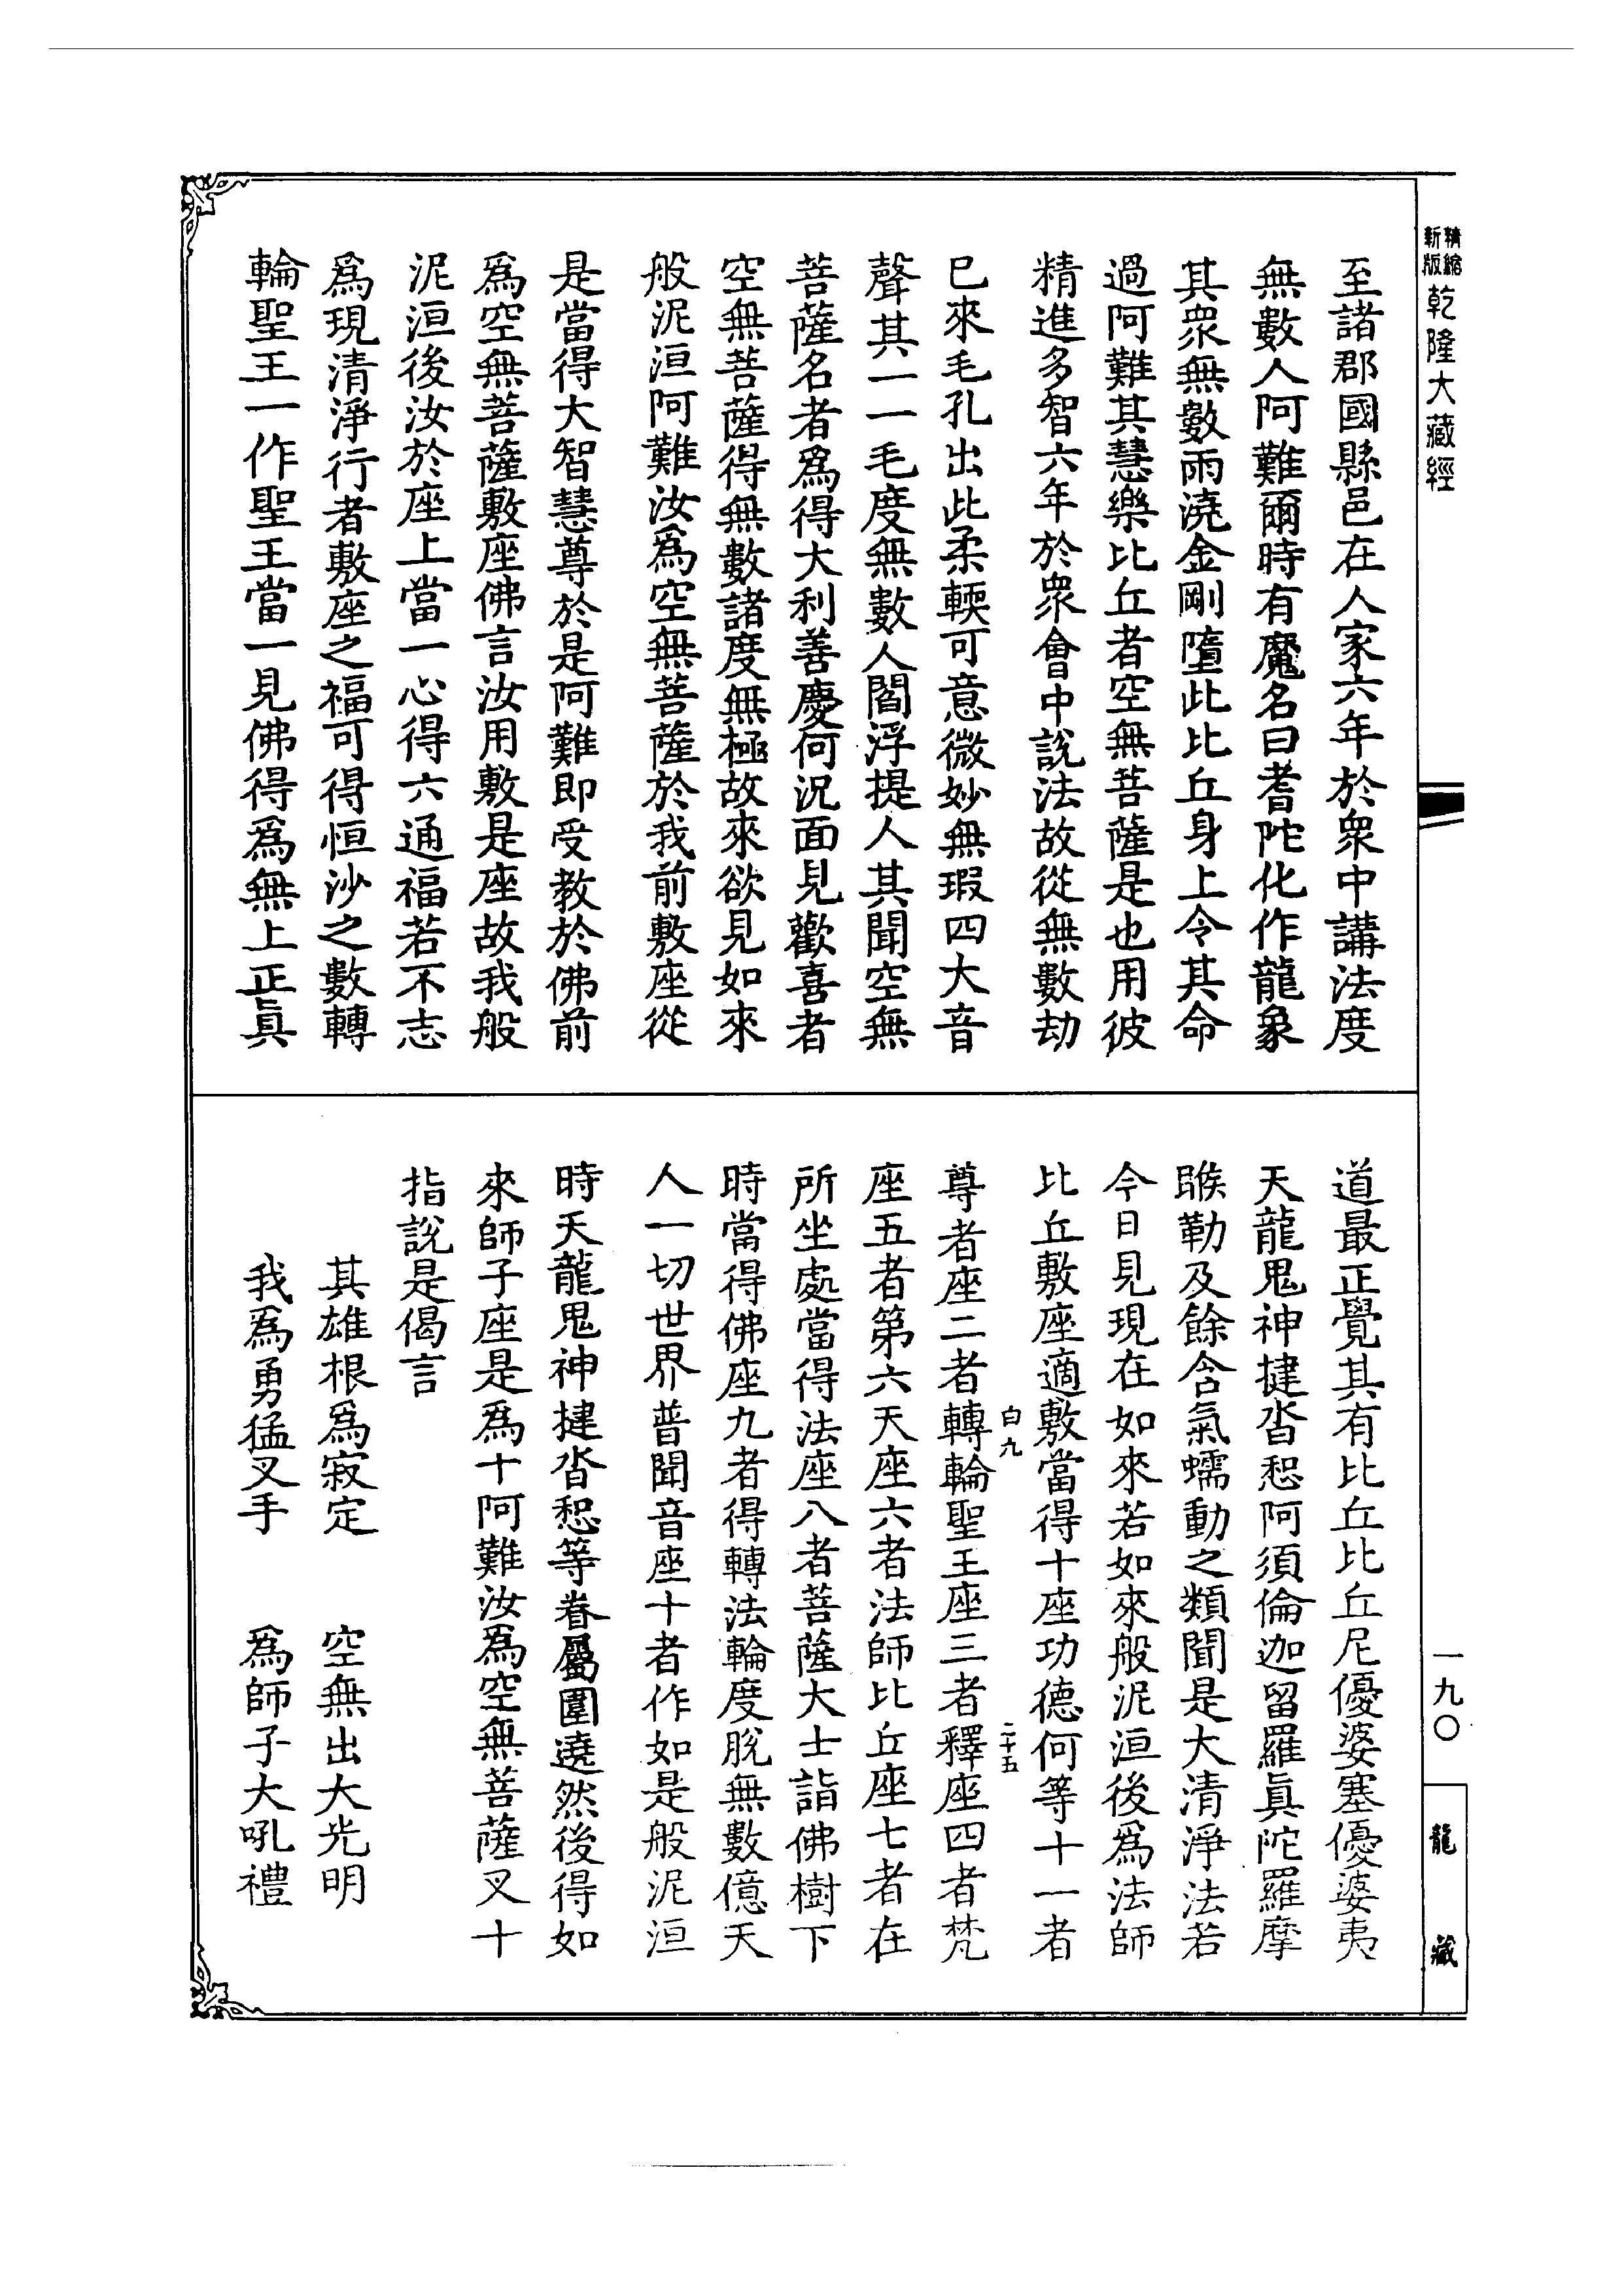 精縮新版乾隆大藏經
至諸郡國縣邑在人家六年於眾中講法度
無數人阿難爾時有魔名曰耆陀化作龍象
其眾無數雨澆金剛墮此比丘身上令其命
過阿難其慧樂比丘者空無菩薩是也用彼
精進多智六年於眾會中說法故從無數劫
已來毛孔出此柔輭可意微妙無瑕四大音
聲其一一毛度無數人閻浮提人其聞空無
菩薩名者為得大利善慶何況面見歡喜者
空無菩薩得無數諸度無極故來欲見如來
般泥洹阿難汝為空無菩薩於我前敷座從
是當得大智慧尊於是阿難即受教於佛前
為空無菩薩敷座佛言汝用敷是座故我般
泥洹後汝於座上當一心得六通福若不志
為現清淨行者敷座之福可得恒沙之數轉
輪聖王一作聖王當一見佛得為無上正真
道最正覺其有比丘比丘尼優婆塞優婆夷
天龍鬼神揵沓惒阿須倫迦留羅真陀羅摩
睺勒及餘含氣蠕動之類聞是大清淨法若
今日見現在如來若如來般泥洹後為法師
比丘敷座適敷當得十座功德何等十一者
白九
二十五
尊者座二者轉輪聖王座三者釋座四者梵
座五者第六天座六者法師比丘座七者在
所坐處當得法座八者菩薩大士詣佛樹下
時當得佛座九者得轉法輪度脫無數億天
人一切世界普聞音座十者作如是般泥洹
時天龍鬼神揵沓惒等眷屬圍遶然後得如
來師子座是為十阿難汝為空無菩薩叉十
指說是偈言
其雄根為寂定　空無出大光明
我為勇猛叉手　為師子大吼禮
一九〇
龍藏